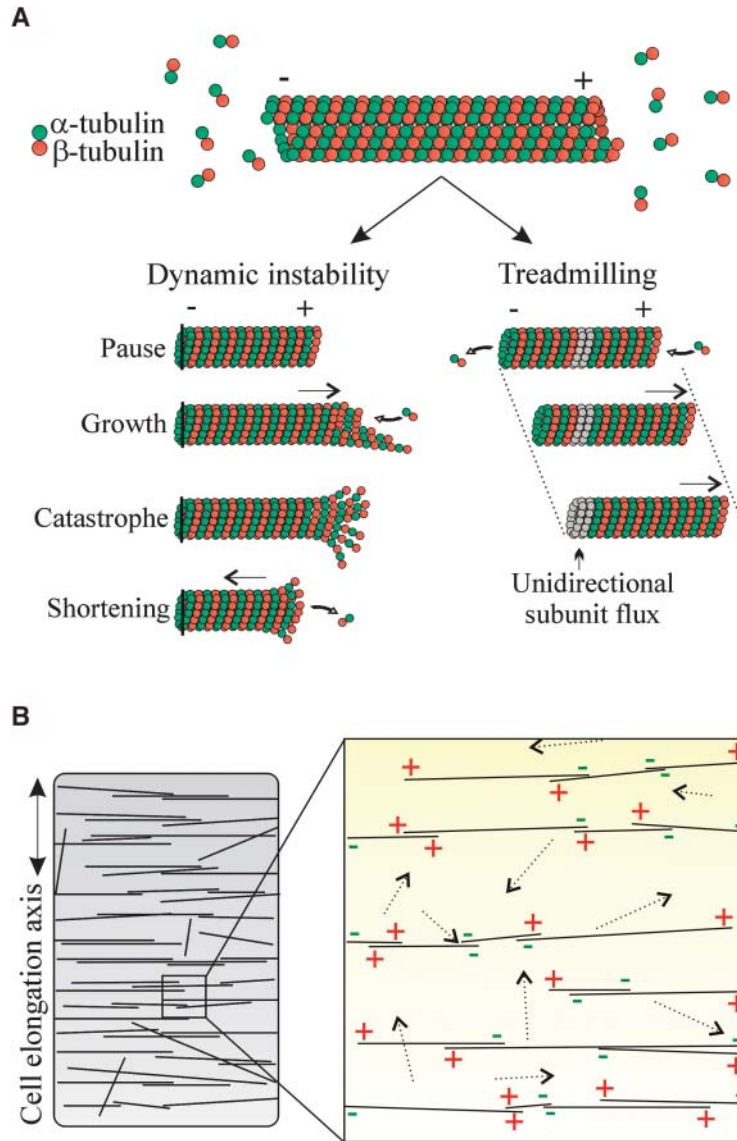 A
- +
α-tubulin
β-tubulin
Dynamic instability
Treadmilling
- +
- +
Pause
Growth
Catastrophe
Shortening
Unidirectional
subunit flux
B
Cell elongation axis
+ - - +
+ -
- + + + -
+ +
- + - + +
+ - -
+ -
- +
+ - -
+ +
+ - + +
- + +